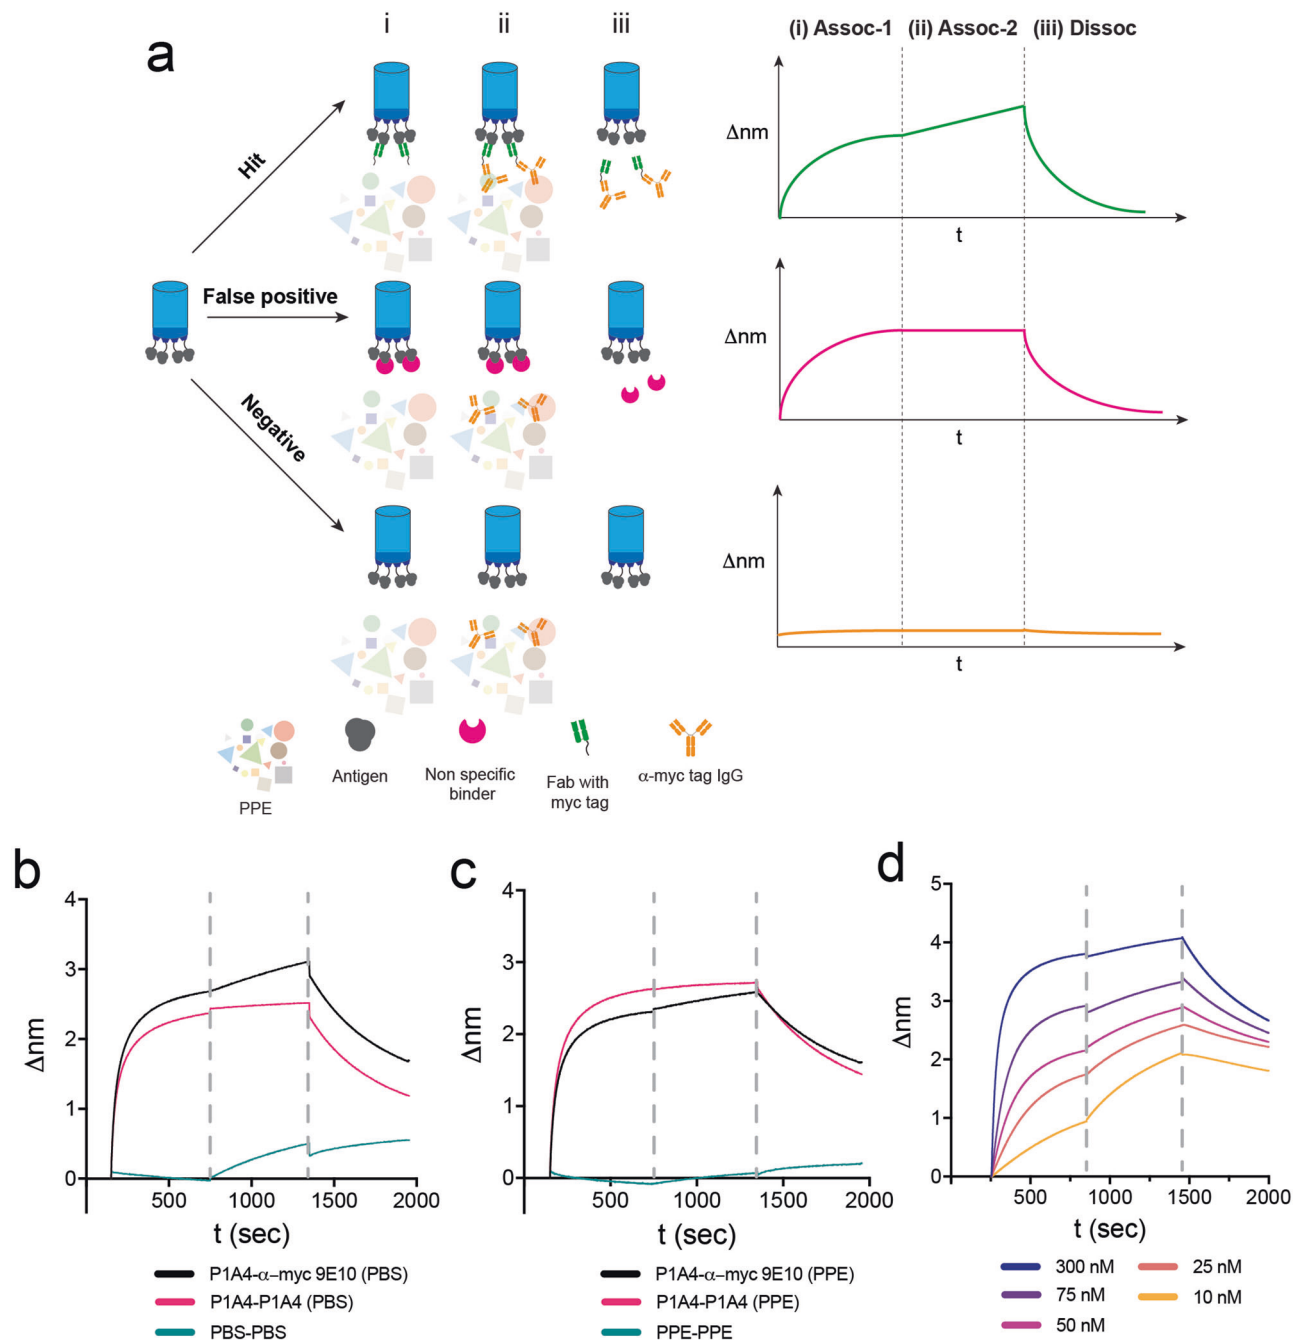 a
i
ii
iii
(i) Assoc-1
(ii) Assoc-2
(iii) Dissoc
Hit
Δnm
t
False positive
Δnm
t
Negative
Δnm
t
PPE
Antigen
Non specific
binder
Fab with
myc tag
α-myc tag IgG
b
Δnm
4
3
2
1
0
500
1000
1500
2000
t (sec)
P1A4-α–myc 9E10 (PBS)
P1A4-P1A4 (PBS)
PBS-PBS
c
Δnm
4
3
2
1
0
500
1000
1500
2000
t (sec)
P1A4-α–myc 9E10 (PPE)
P1A4-P1A4 (PPE)
PPE-PPE
d
Δnm
5
4
3
2
1
0
500
1000
1500
2000
t (sec)
300 nM
75 nM
50 nM
25 nM
10 nM